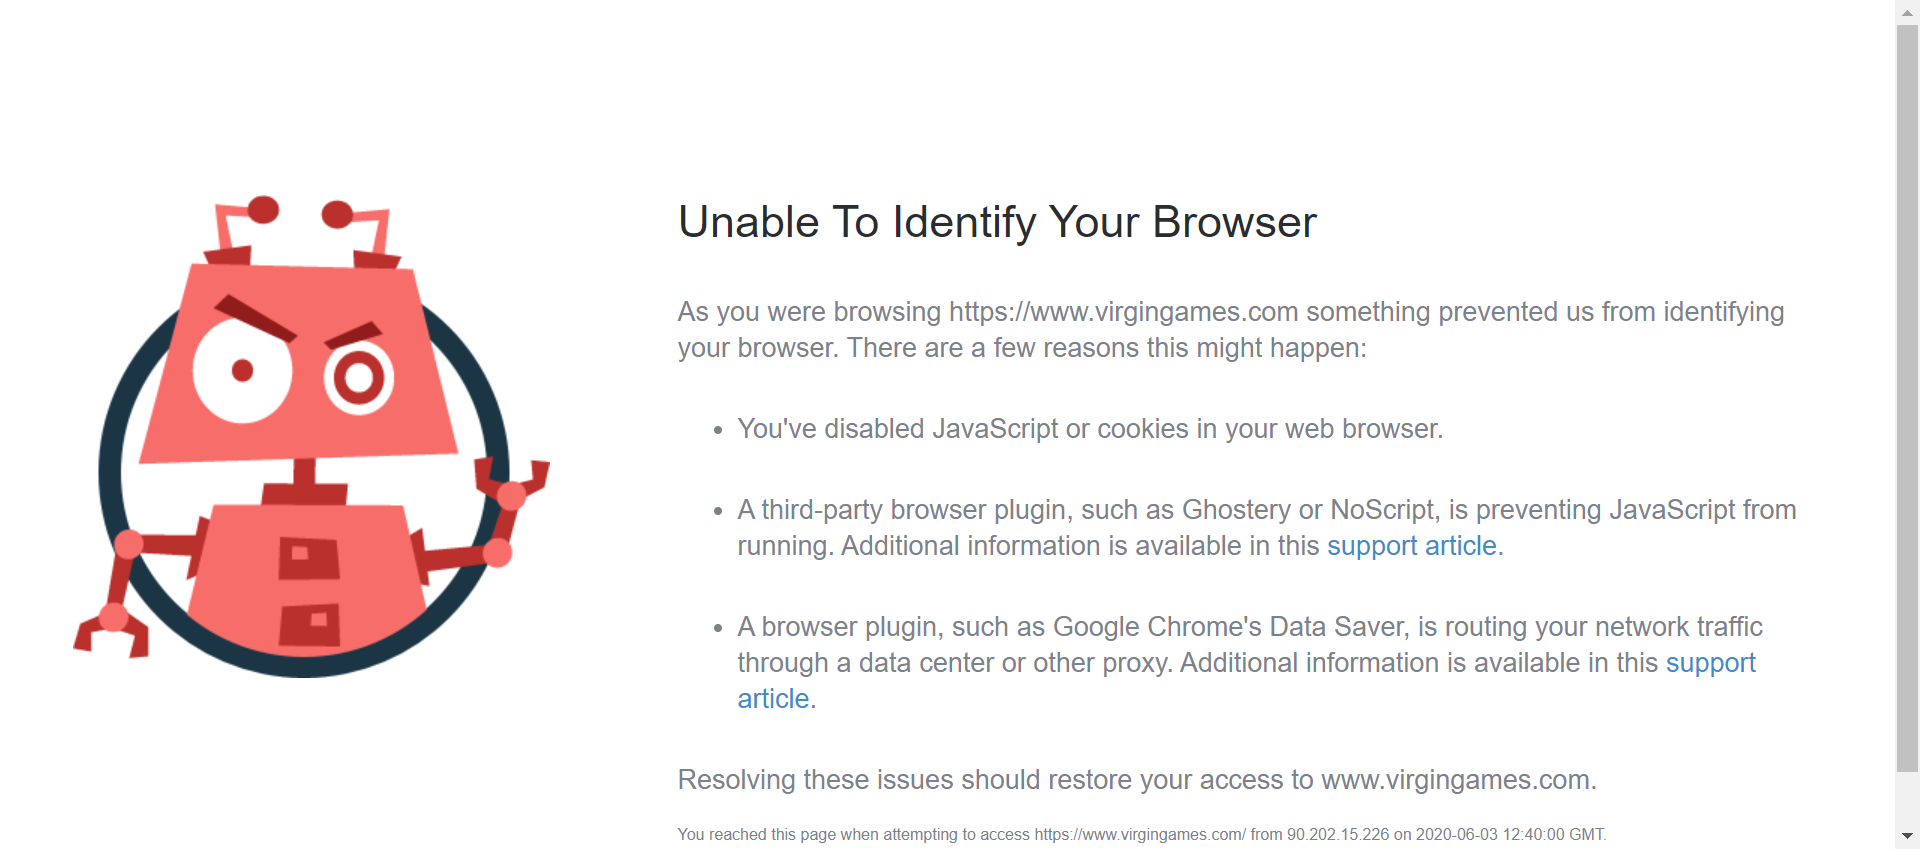 Unable To Identify Your Browser
As you were browsing https://www.virgingames.com something prevented us from identifying
your browser. There are a few reasons this might happen:
• You've disabled JavaScript or cookies in your web browser.
• A third-party browser plugin, such as Ghostery or NoScript, is preventing JavaScript from
running. Additional information is available in this support article.
• A browser plugin, such as Google Chrome's Data Saver, is routing your network traffic
through a data center or other proxy. Additional information is available in this support
article.
Resolving these issues should restore your access to www.virgingames.com.
You reached this page when attempting to access https://www.virgingames.com/ from 90.202.15.226 on 2020-06-03 12:40:00 GMT.